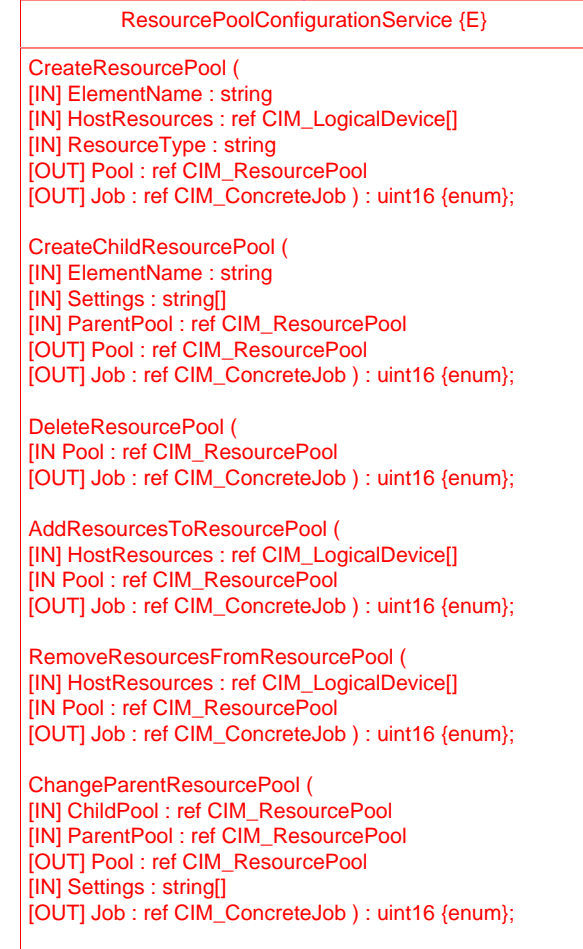 ResourcePoolConfigurationService {E}
CreateResourcePool (
[IN] ElementName : string
[IN] HostResources : ref CIM_LogicalDevice[]
[IN] ResourceType : string
[OUT] Pool : ref CIM_ResourcePool
[OUT] Job : ref CIM_ConcreteJob ) : uint16 {enum};
CreateChildResourcePool (
[IN] ElementName : string
[IN] Settings : string[]
[IN] ParentPool : ref CIM_ResourcePool
[OUT] Pool : ref CIM_ResourcePool
[OUT] Job : ref CIM_ConcreteJob ) : uint16 {enum};
DeleteResourcePool (
[IN Pool : ref CIM_ResourcePool
[OUT] Job : ref CIM_ConcreteJob ) : uint16 {enum};
AddResourcesToResourcePool (
[IN] HostResources : ref CIM_LogicalDevice[]
[IN Pool : ref CIM_ResourcePool
[OUT] Job : ref CIM_ConcreteJob ) : uint16 {enum};
RemoveResourcesFromResourcePool (
[IN] HostResources : ref CIM_LogicalDevice[]
[IN Pool : ref CIM_ResourcePool
[OUT] Job : ref CIM_ConcreteJob ) : uint16 {enum};
ChangeParentResourcePool (
[IN] ChildPool : ref CIM_ResourcePool
[IN] ParentPool : ref CIM_ResourcePool
[OUT] Pool : ref CIM_ResourcePool
[IN] Settings : string[]
[OUT] Job : ref CIM_ConcreteJob ) : uint16 {enum};